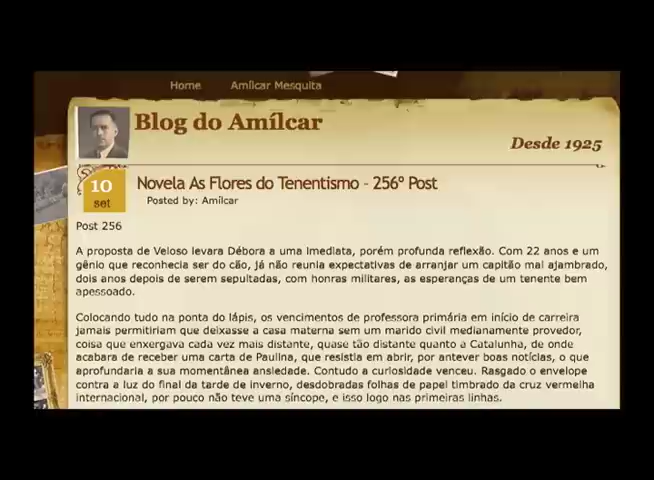 Home Amílcar Mesquita
Blog do Amílcar
Desde 1925
10
set
Novela As Flores do Tenentismo - 256º Post
Posted by: Amílcar
Post 256
A proposta de Veloso levara Débora a uma imediata, porém profunda reflexão. Com 22 anos e um
gênio que reconhecia ser do cão, já não reunia expectativas de arranjar um capitão mal ajambrado,
dois anos depois de serem sepultadas, com honras militares, as esperanças de um tenente bem
apessoado.
Colocando tudo na ponta do lápis, os vencimentos de professora primária em início de carreira
jamais permitiriam que deixasse a casa materna sem um marido civil medianamente provedor,
coisa que enxergava cada vez mais distante, quase tão distante quanto a Catalunha, de onde
acabara de receber uma carta de Paulina, que resistia em abrir, por antever boas notícias, o que
aprofundaria a sua momentânea ansiedade. Contudo a curiosidade venceu. Rasgado o envelope
contra a luz do final da tarde de inverno, desdobradas folhas de papel timbrado da cruz vermelha
internacional, por pouco não teve uma síncope, e isso logo nas primeiras linhas.